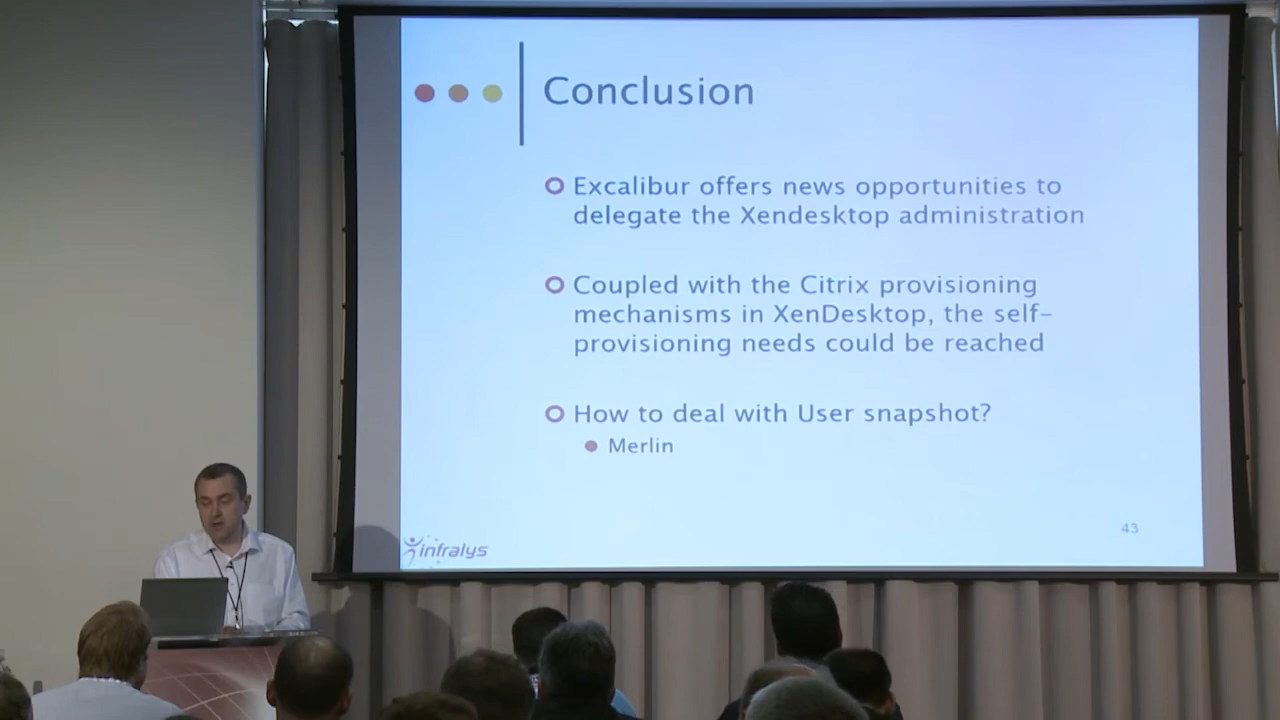 Conclusion
Excalibur offers news opportunities to
delegate the Xendesktop administration
Coupled with the Citrix provisioning
mechanisms in XenDesktop, the self-
provisioning needs could be reached
How to deal with User snapshot?
Merlin
43
infralys